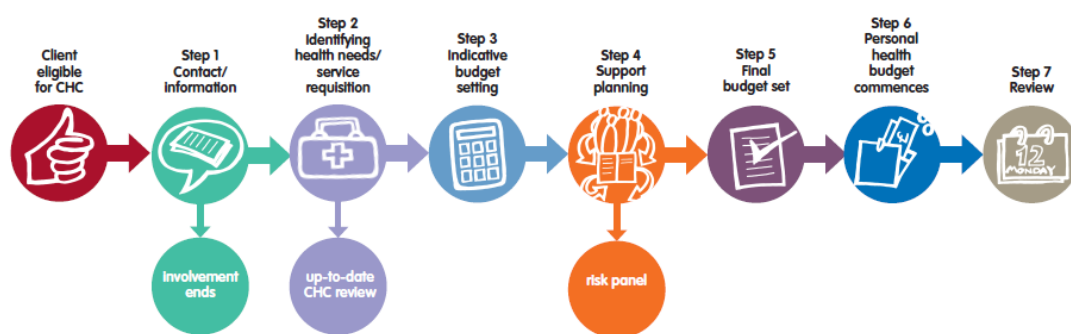 Client
eligible
for CHC
Step 1
Contact/
information
Step 2
Identifying
health needs/
service
requisition
Step 3
Indicative
budget
setting
Step 4
Support
planning
Step 5
Final
budget set
Step 6
Personal
health
budget
commences
Step 7
Review
£
12
MONDAY
involvement
ends
up-to-date
CHC review
risk panel